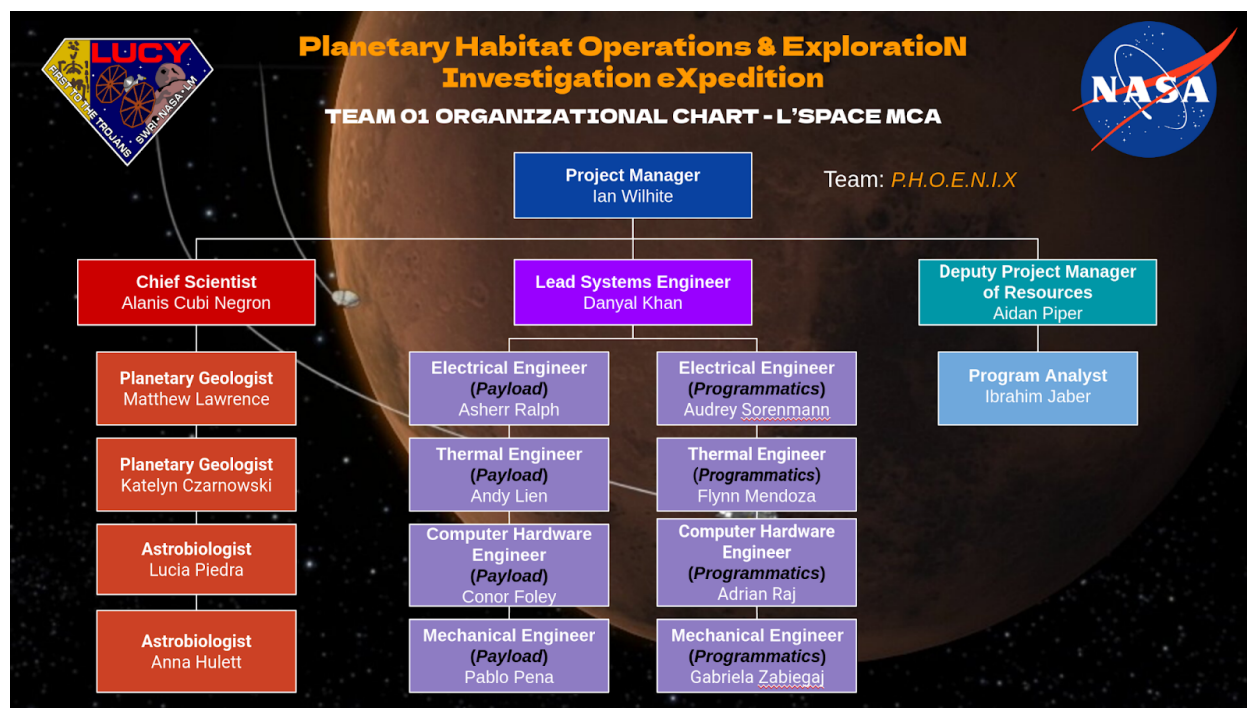 LUCY
FIRST TO THE TROJANS
SWRI • NASA • LM
Planetary Habitat Operations & ExploratioN
Investigation eXpedition
TEAM 01 ORGANIZATIONAL CHART - L'SPACE MCA
NASA
Project Manager
Ian Wilhite
Team: P.H.O.E.N.I.X
Chief Scientist
Alanis Cubi Negron
Lead Systems Engineer
Danyal Khan
Deputy Project Manager
of Resources
Aidan Piper
Planetary Geologist
Matthew Lawrence
Planetary Geologist
Katelyn Czarnowski
Astrobiologist
Lucia Piedra
Astrobiologist
Anna Hulett
Electrical Engineer
(Payload)
Asherr Ralph
Thermal Engineer
(Payload)
Andy Lien
Computer Hardware
Engineer
(Payload)
Conor Foley
Mechanical Engineer
(Payload)
Pablo Pena
Electrical Engineer
(Programmatics)
Audrey Sorenmann
Thermal Engineer
(Programmatics)
Flynn Mendoza
Computer Hardware
Engineer
(Programmatics)
Adrian Raj
Mechanical Engineer
(Programmatics)
Gabriela Zabiegaj
Program Analyst
Ibrahim Jaber